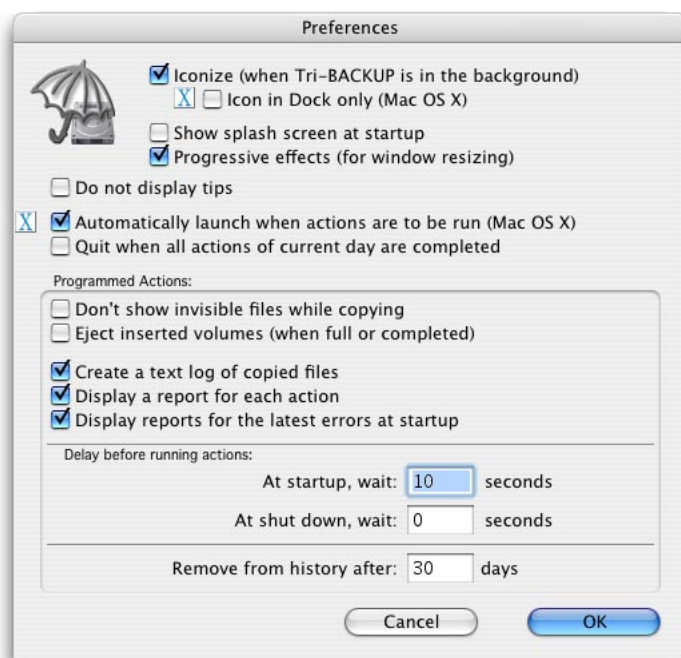 Preferences
Iconize (when Tri-BACKUP is in the background)
X Icon in Dock only (Mac OS X)
Show splash screen at startup
Progressive effects (for window resizing)
Do not display tips
X Automatically launch when actions are to be run (Mac OS X)
Quit when all actions of current day are completed
Programmed Actions:
Don't show invisible files while copying
Eject inserted volumes (when full or completed)
Create a text log of copied files
Display a report for each action
Display reports for the latest errors at startup
Delay before running actions:
At startup, wait: 10 seconds
At shut down, wait: 0 seconds
Remove from history after: 30 days
Cancel OK